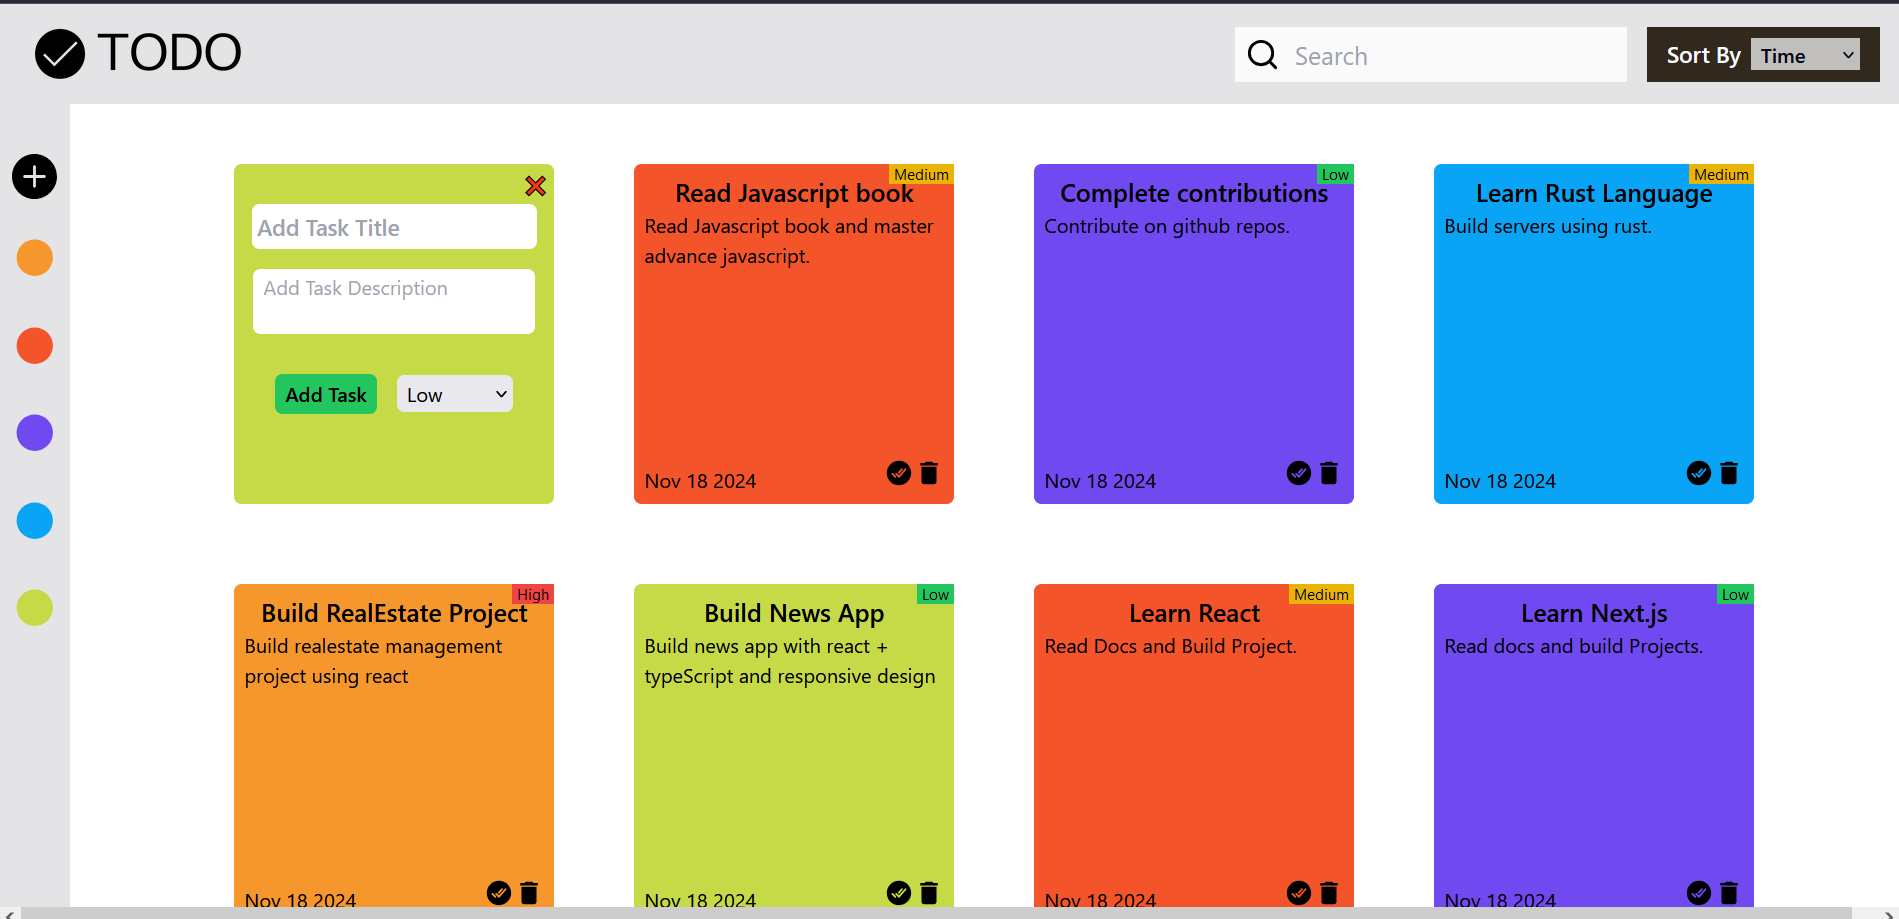 TODO
Search
Sort By Time
Add Task Title
Add Task Description
Add Task Low
Medium
Read Javascript book
Read Javascript book and master
advance javascript.
Nov 18 2024
Low
Complete contributions
Contribute on github repos.
Nov 18 2024
Medium
Learn Rust Language
Build servers using rust.
Nov 18 2024
High
Build RealEstate Project
Build realestate management
project using react
Nov 18 2024
Low
Build News App
Build news app with react +
typeScript and responsive design
Nov 18 2024
Medium
Learn React
Read Docs and Build Project.
Nov 18 2024
Low
Learn Next.js
Read docs and build Projects.
Nov 18 2024